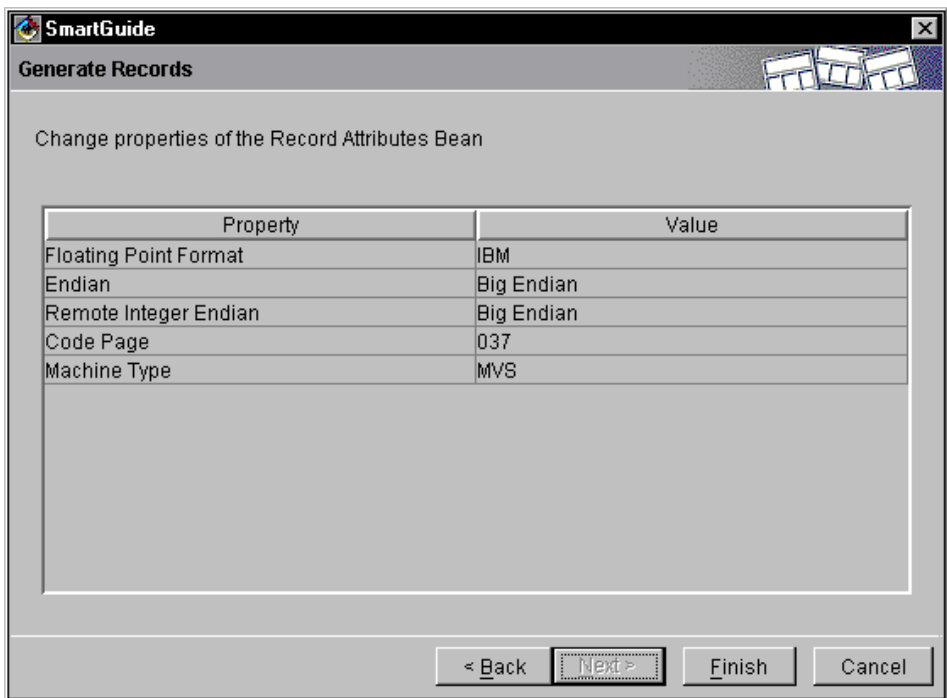 SmartGuide
Generate Records
Change properties of the Record Attributes Bean
Property Value
Floating Point Format IBM
Endian Big Endian
Remote Integer Endian Big Endian
Code Page 037
Machine Type MVS
< Back Next > Finish Cancel